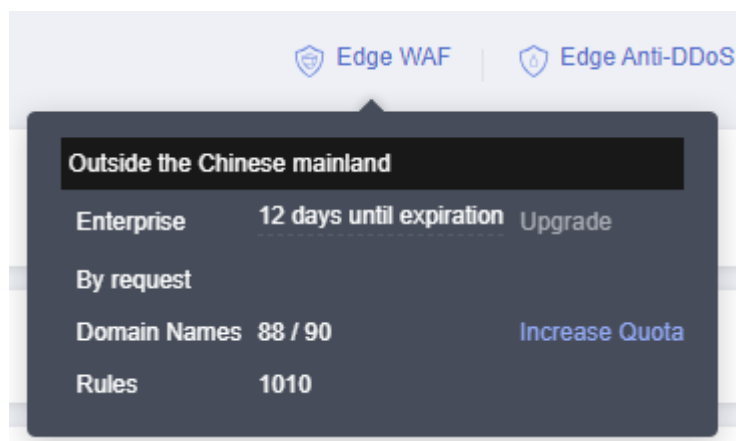 Edge WAF Edge Anti-DDoS
Outside the Chinese mainland
Enterprise 12 days until expiration Upgrade
By request
Domain Names 88 / 90 Increase Quota
Rules 1010